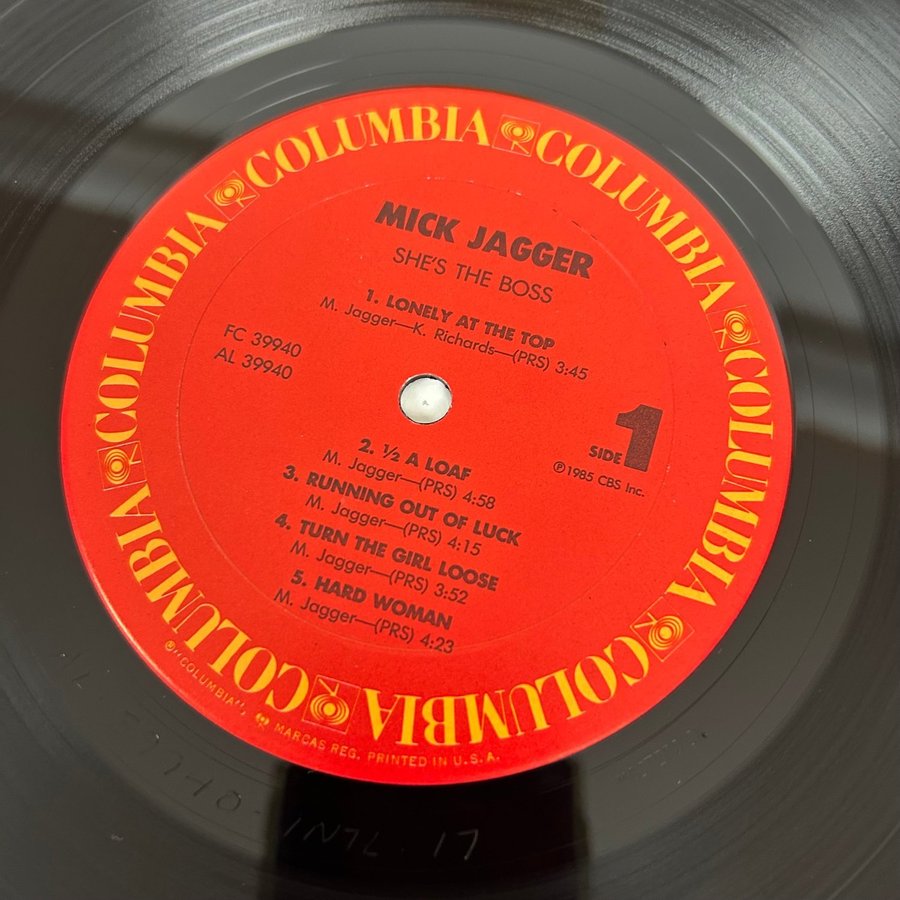 COLUMBIA COLUMBIA COLUMBIA COLUMBIA COLUMBIA COLUMBIA
MICK JAGGER
SHE'S THE BOSS
1. LONELY AT THE TOP
M. Jagger—K. Richards—(PRS) 3:45
FC 39940
AL 39940
SIDE 1
℗1985 CBS Inc.
2. ½ A LOAF
M. Jagger—(PRS) 4:58
3. RUNNING OUT OF LUCK
M. Jagger—(PRS) 4:15
4. TURN THE GIRL LOOSE
M. Jagger—(PRS) 3:52
5. HARD WOMAN
M. Jagger—(PRS) 4:23
®"COLUMBIA", MARCAS REG. PRINTED IN U.S.A.